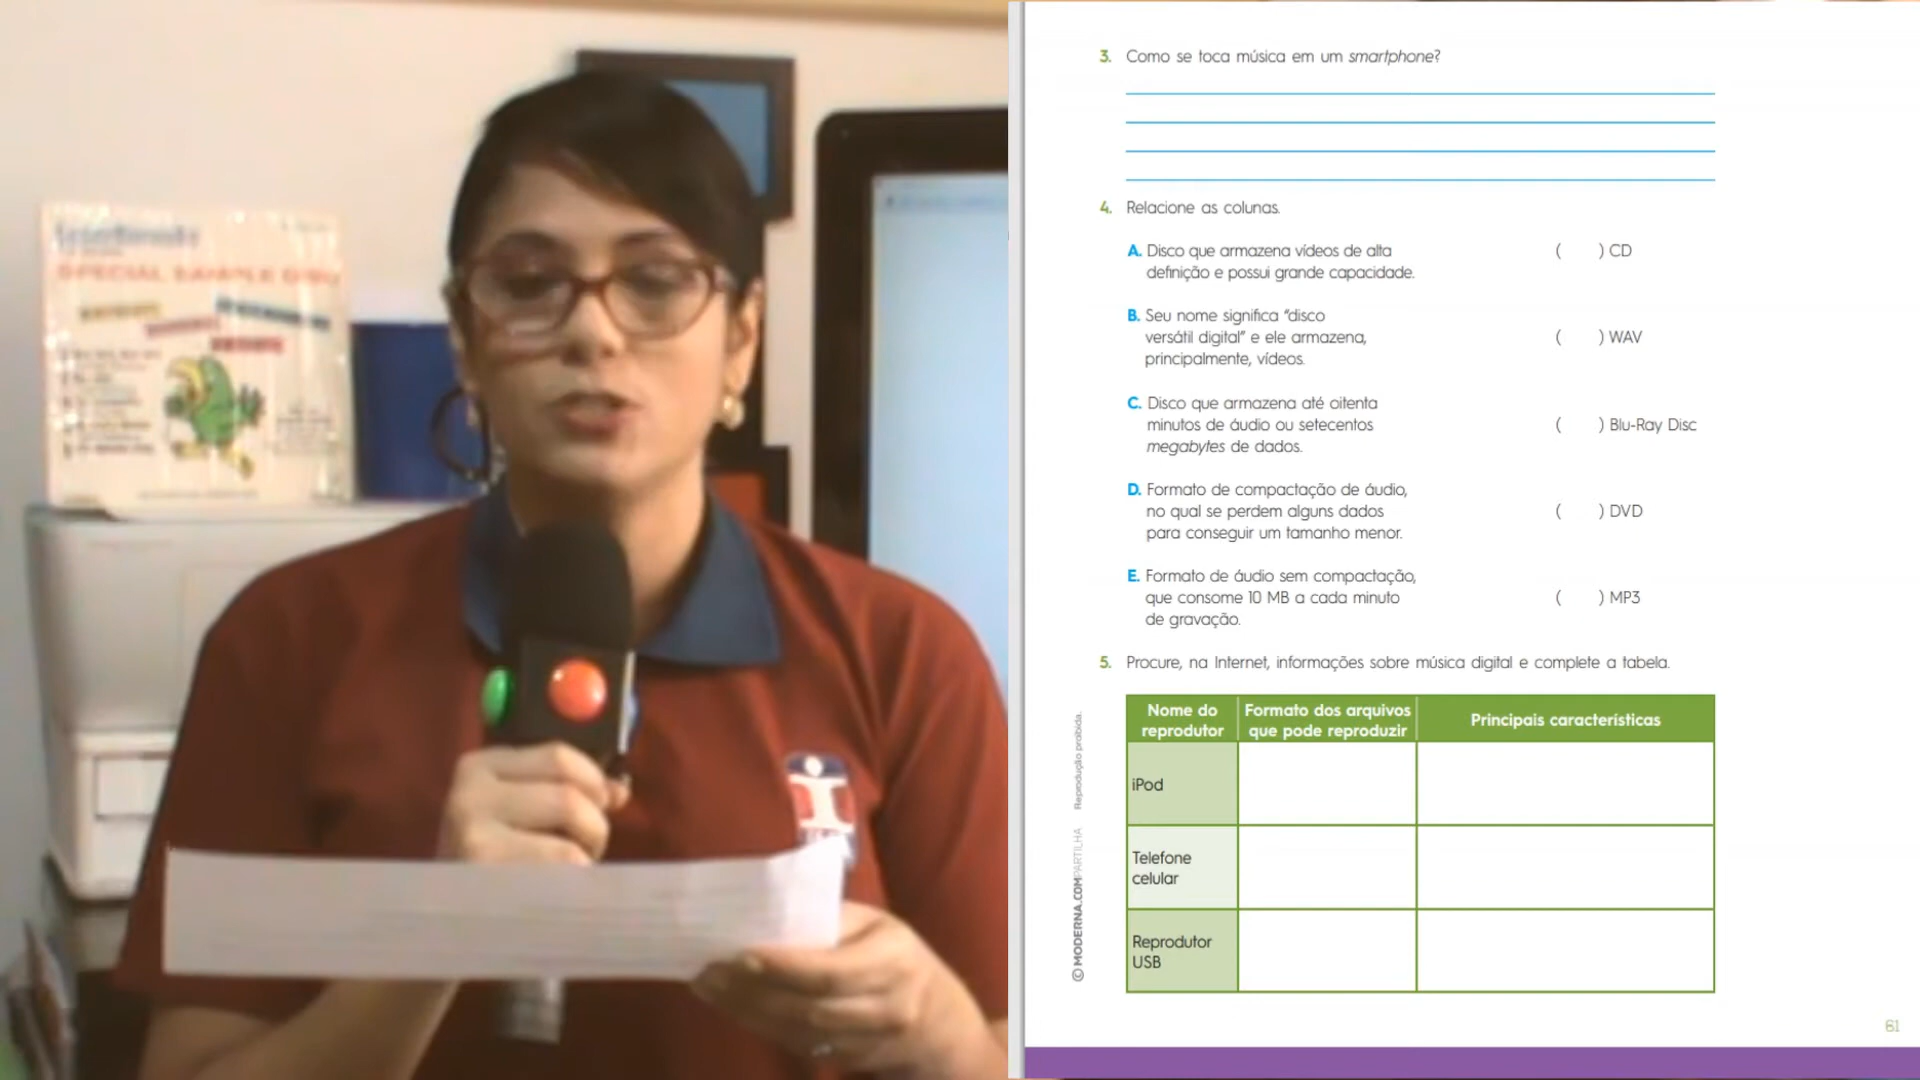 SPECIAL SAMPLE DISC
3. Como se toca música em um smartphone?
4. Relacione as colunas.
A. Disco que armazena vídeos de alta
definição e possui grande capacidade.
( ) CD
B. Seu nome significa “disco
versátil digital” e ele armazena,
principalmente, vídeos.
( ) WAV
C. Disco que armazena até oitenta
minutos de áudio ou setecentos
megabytes de dados.
( ) Blu-Ray Disc
D. Formato de compactação de áudio,
no qual se perdem alguns dados
para conseguir um tamanho menor.
( ) DVD
E. Formato de áudio sem compactação,
que consome 10 MB a cada minuto
de gravação.
( ) MP3
5. Procure, na Internet, informações sobre música digital e complete a tabela.
Nome do
reprodutor
Formato dos arquivos
que pode reproduzir
Principais características
iPod
Telefone
celular
Reprodutor
USB
© MODERNA.COMPARTILHA Reprodução proibida.
61